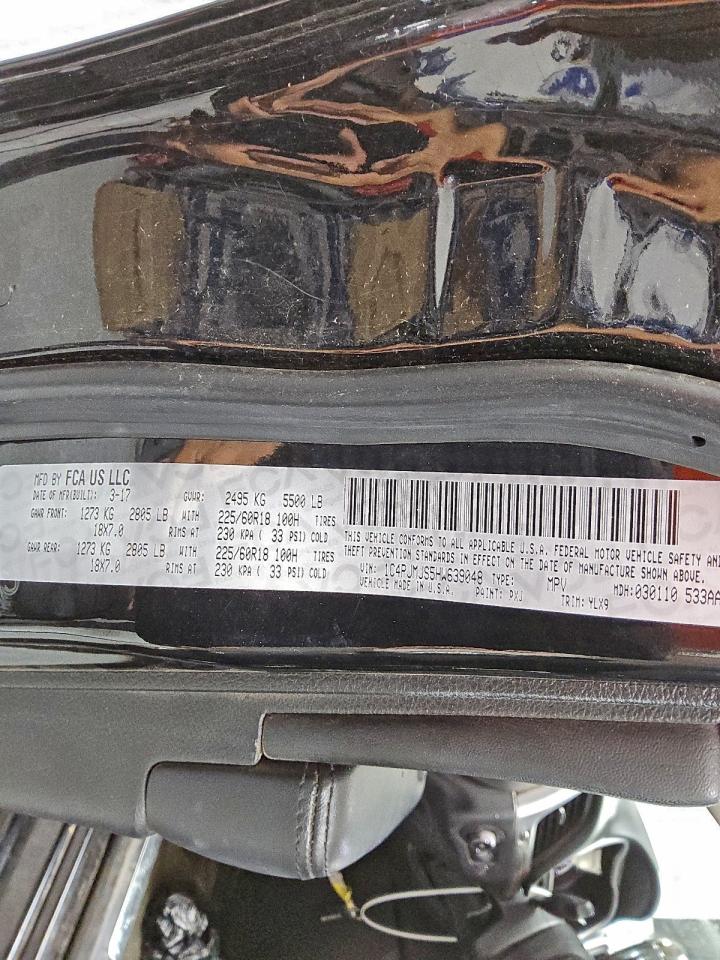 MFD BY FCA US LLC
DATE OF MFR(BUILT): 3-17 GVWR: 2495 KG 5500 LB
GAWR FRONT: 1273 KG 2805 LB WITH 225/60R18 100H TIRES
18X7.0 RIMS AT 230 KPA ( 33 PSI) COLD
GAWR REAR: 1273 KG 2805 LB WITH 225/60R18 100H TIRES
18X7.0 RIMS AT 230 KPA ( 33 PSI) COLD
THIS VEHICLE CONFORMS TO ALL APPLICABLE U.S.A. FEDERAL MOTOR VEHICLE SAFETY AND
THEFT PREVENTION STANDARDS IN EFFECT ON THE DATE OF MANUFACTURE SHOWN ABOVE.
VIN: 1C4PJMJS5HW639048 TYPE: MPV MDH:030110 533AA
VEHICLE MADE IN U.S.A. PAINT: PXJ TRIM: YLX9